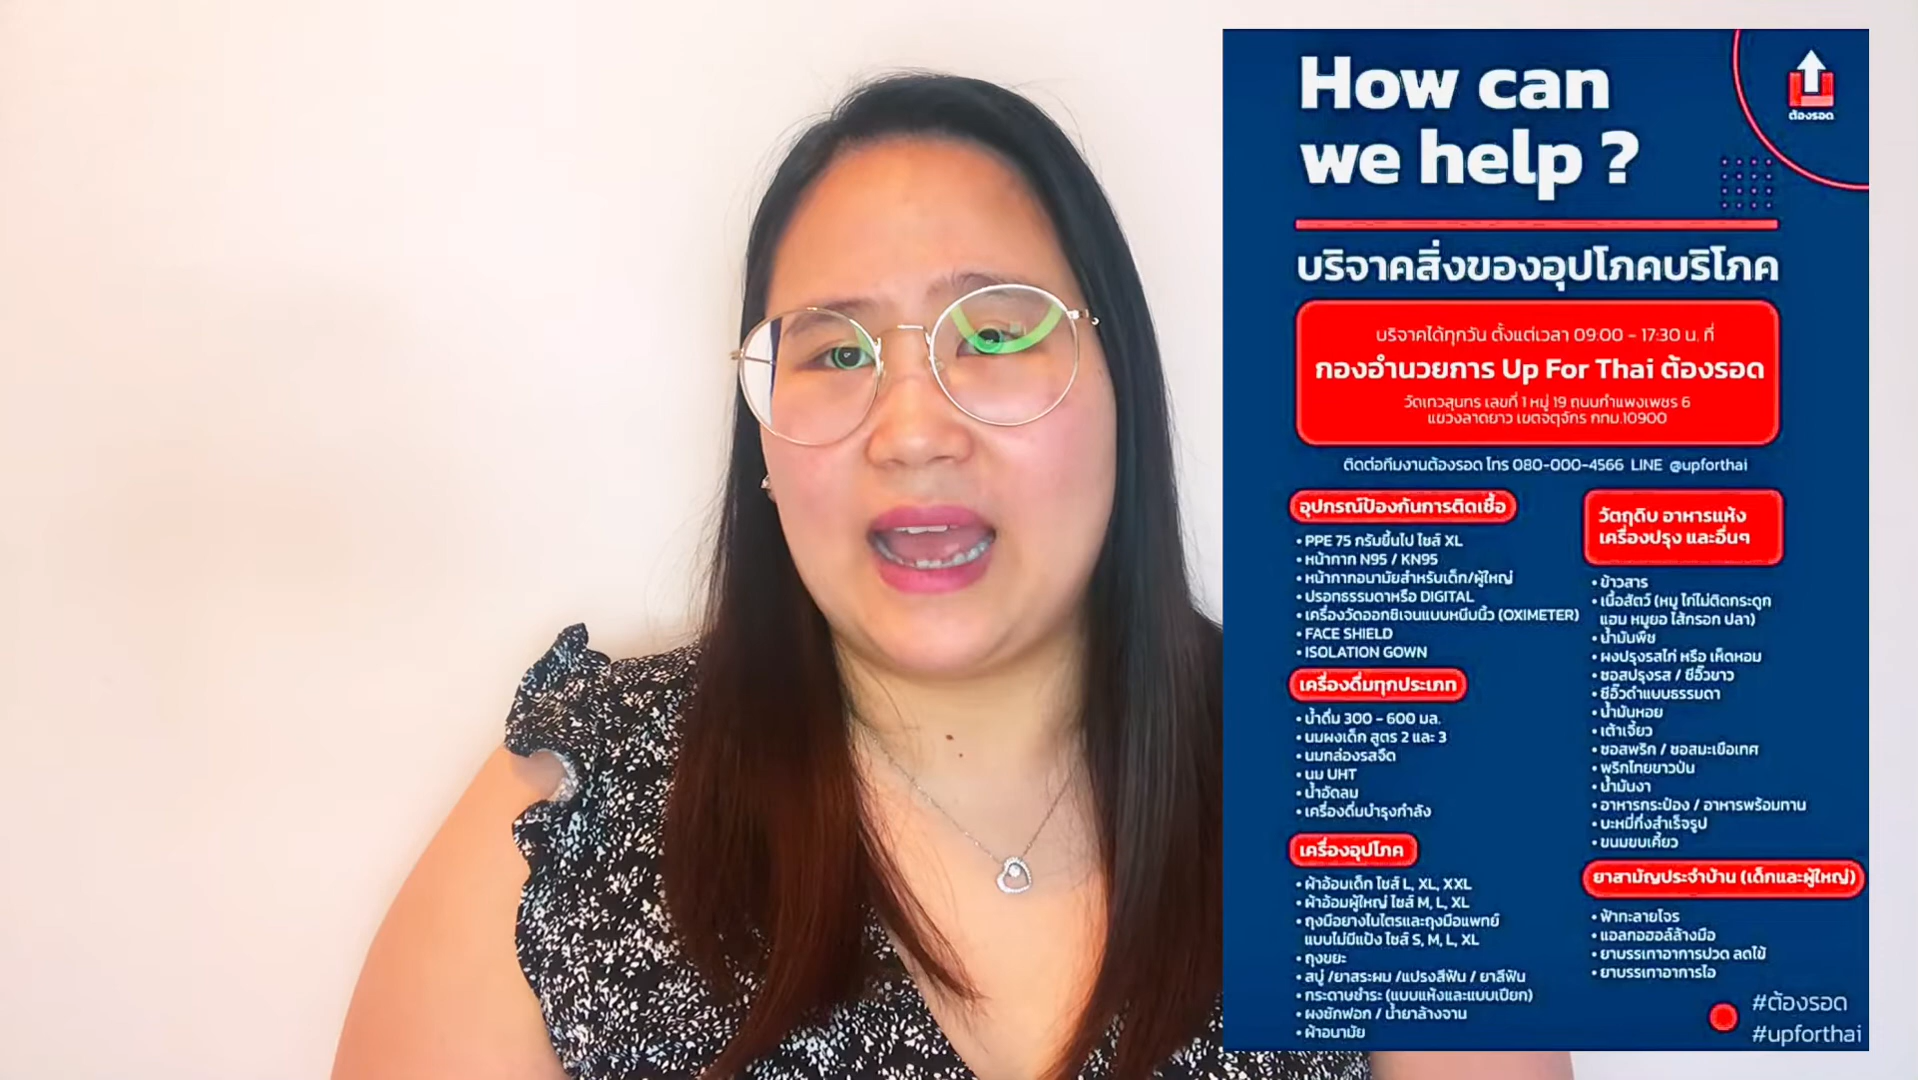 How can
we help ?
ต้องรอด
บริจาคสิ่งของอุปโภคบริโภค
บริจาคได้ทุกวัน ตั้งแต่เวลา 09:00 - 17:30 น. ที่
กองอำนวยการ Up For Thai ต้องรอด
วัดเทวสุนทร เลขที่ 1 หมู่ 19 ถนนกำแพงเพชร 6
แขวงลาดยาว เขตจตุจักร กทม.10900
ติดต่อทีมงานต้องรอด โทร 080-000-4566 LINE @upforthai
อุปกรณ์ป้องกันการติดเชื้อ
• PPE 75 กรัมขึ้นไป ไซส์ XL
• หน้ากาก N95 / KN95
• หน้ากากอนามัยสำหรับเด็ก/ผู้ใหญ่
• ปรอทธรรมดาหรือ DIGITAL
• เครื่องวัดออกซิเจนแบบหนีบนิ้ว (OXIMETER)
• FACE SHIELD
• ISOLATION GOWN
เครื่องดื่มทุกประเภท
• น้ำดื่ม 300 - 600 มล.
• นมผงเด็ก สูตร 2 และ 3
• นมกล่องรสจืด
• นม UHT
• น้ำอัดลม
• เครื่องดื่มบำรุงกำลัง
เครื่องอุปโภค
• ผ้าอ้อมเด็ก ไซส์ L, XL, XXL
• ผ้าอ้อมผู้ใหญ่ ไซส์ M, L, XL
• ถุงมือยางไนไตรและถุงมือแพทย์
แบบไม่มีแป้ง ไซส์ S, M, L, XL
• ถุงขยะ
• สบู่ /ยาสระผม /แปรงสีฟัน / ยาสีฟัน
• กระดาษชำระ (แบบแห้งและแบบเปียก)
• ผงซักฟอก / น้ำยาล้างจาน
• ผ้าอนามัย
วัตถุดิบ อาหารแห้ง
เครื่องปรุง และอื่นๆ
• ข้าวสาร
• เนื้อสัตว์ (หมู ไก่ไม่ติดกระดูก
แฮม หมูยอ ไส้กรอก ปลา)
• น้ำมันพืช
• ผงปรุงรสไก่ หรือ เห็ดหอม
• ซอสปรุงรส / ซีอิ๊วขาว
• ซีอิ๊วดำแบบธรรมดา
• น้ำมันหอย
• เต้าเจี้ยว
• ซอสพริก / ซอสมะเขือเทศ
• พริกไทยขาวป่น
• น้ำมันงา
• อาหารกระป๋อง / อาหารพร้อมทาน
• บะหมี่กึ่งสำเร็จรูป
• ขนมขบเคี้ยว
ยาสามัญประจำบ้าน (เด็กและผู้ใหญ่)
• ฟ้าทะลายโจร
• แอลกอฮอล์ล้างมือ
• ยาบรรเทาอาการปวด ลดไข้
• ยาบรรเทาอาการไอ
#ต้องรอด
#upforthai